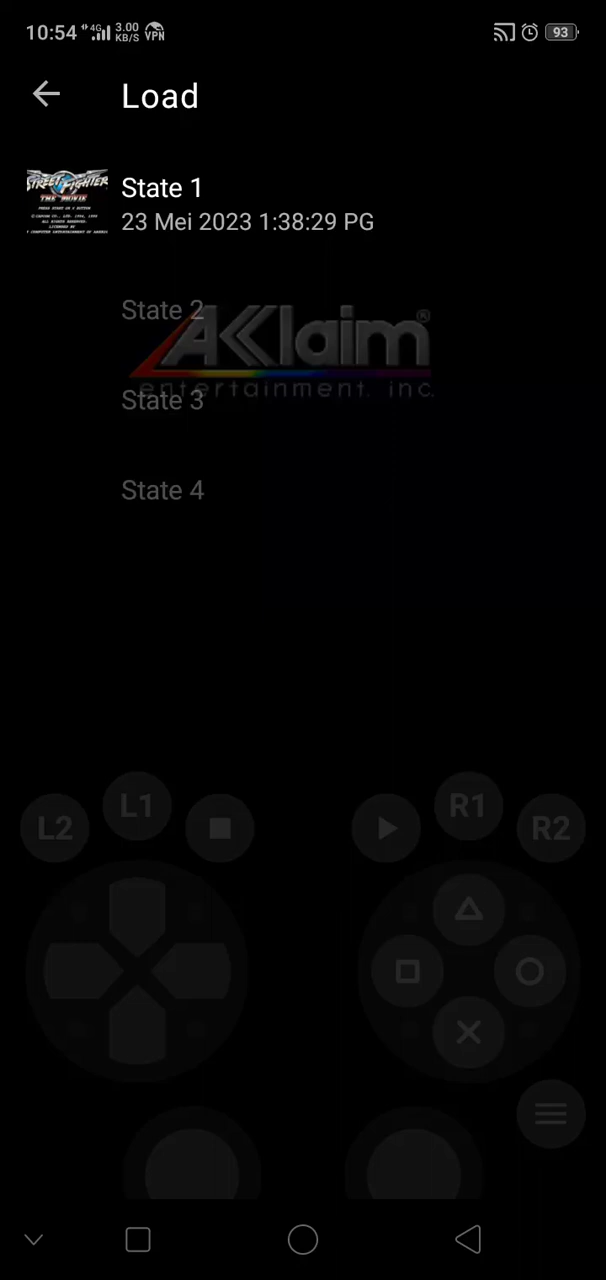 10:54 4G 3.00 KB/S VPN 93
Load
STREET FIGHTER
THE MOVIE
State 1
23 Mei 2023 1:38:29 PG
State 2
AKlaim®
entertainment, inc.
State 3
State 4
L2 L1 R1 R2